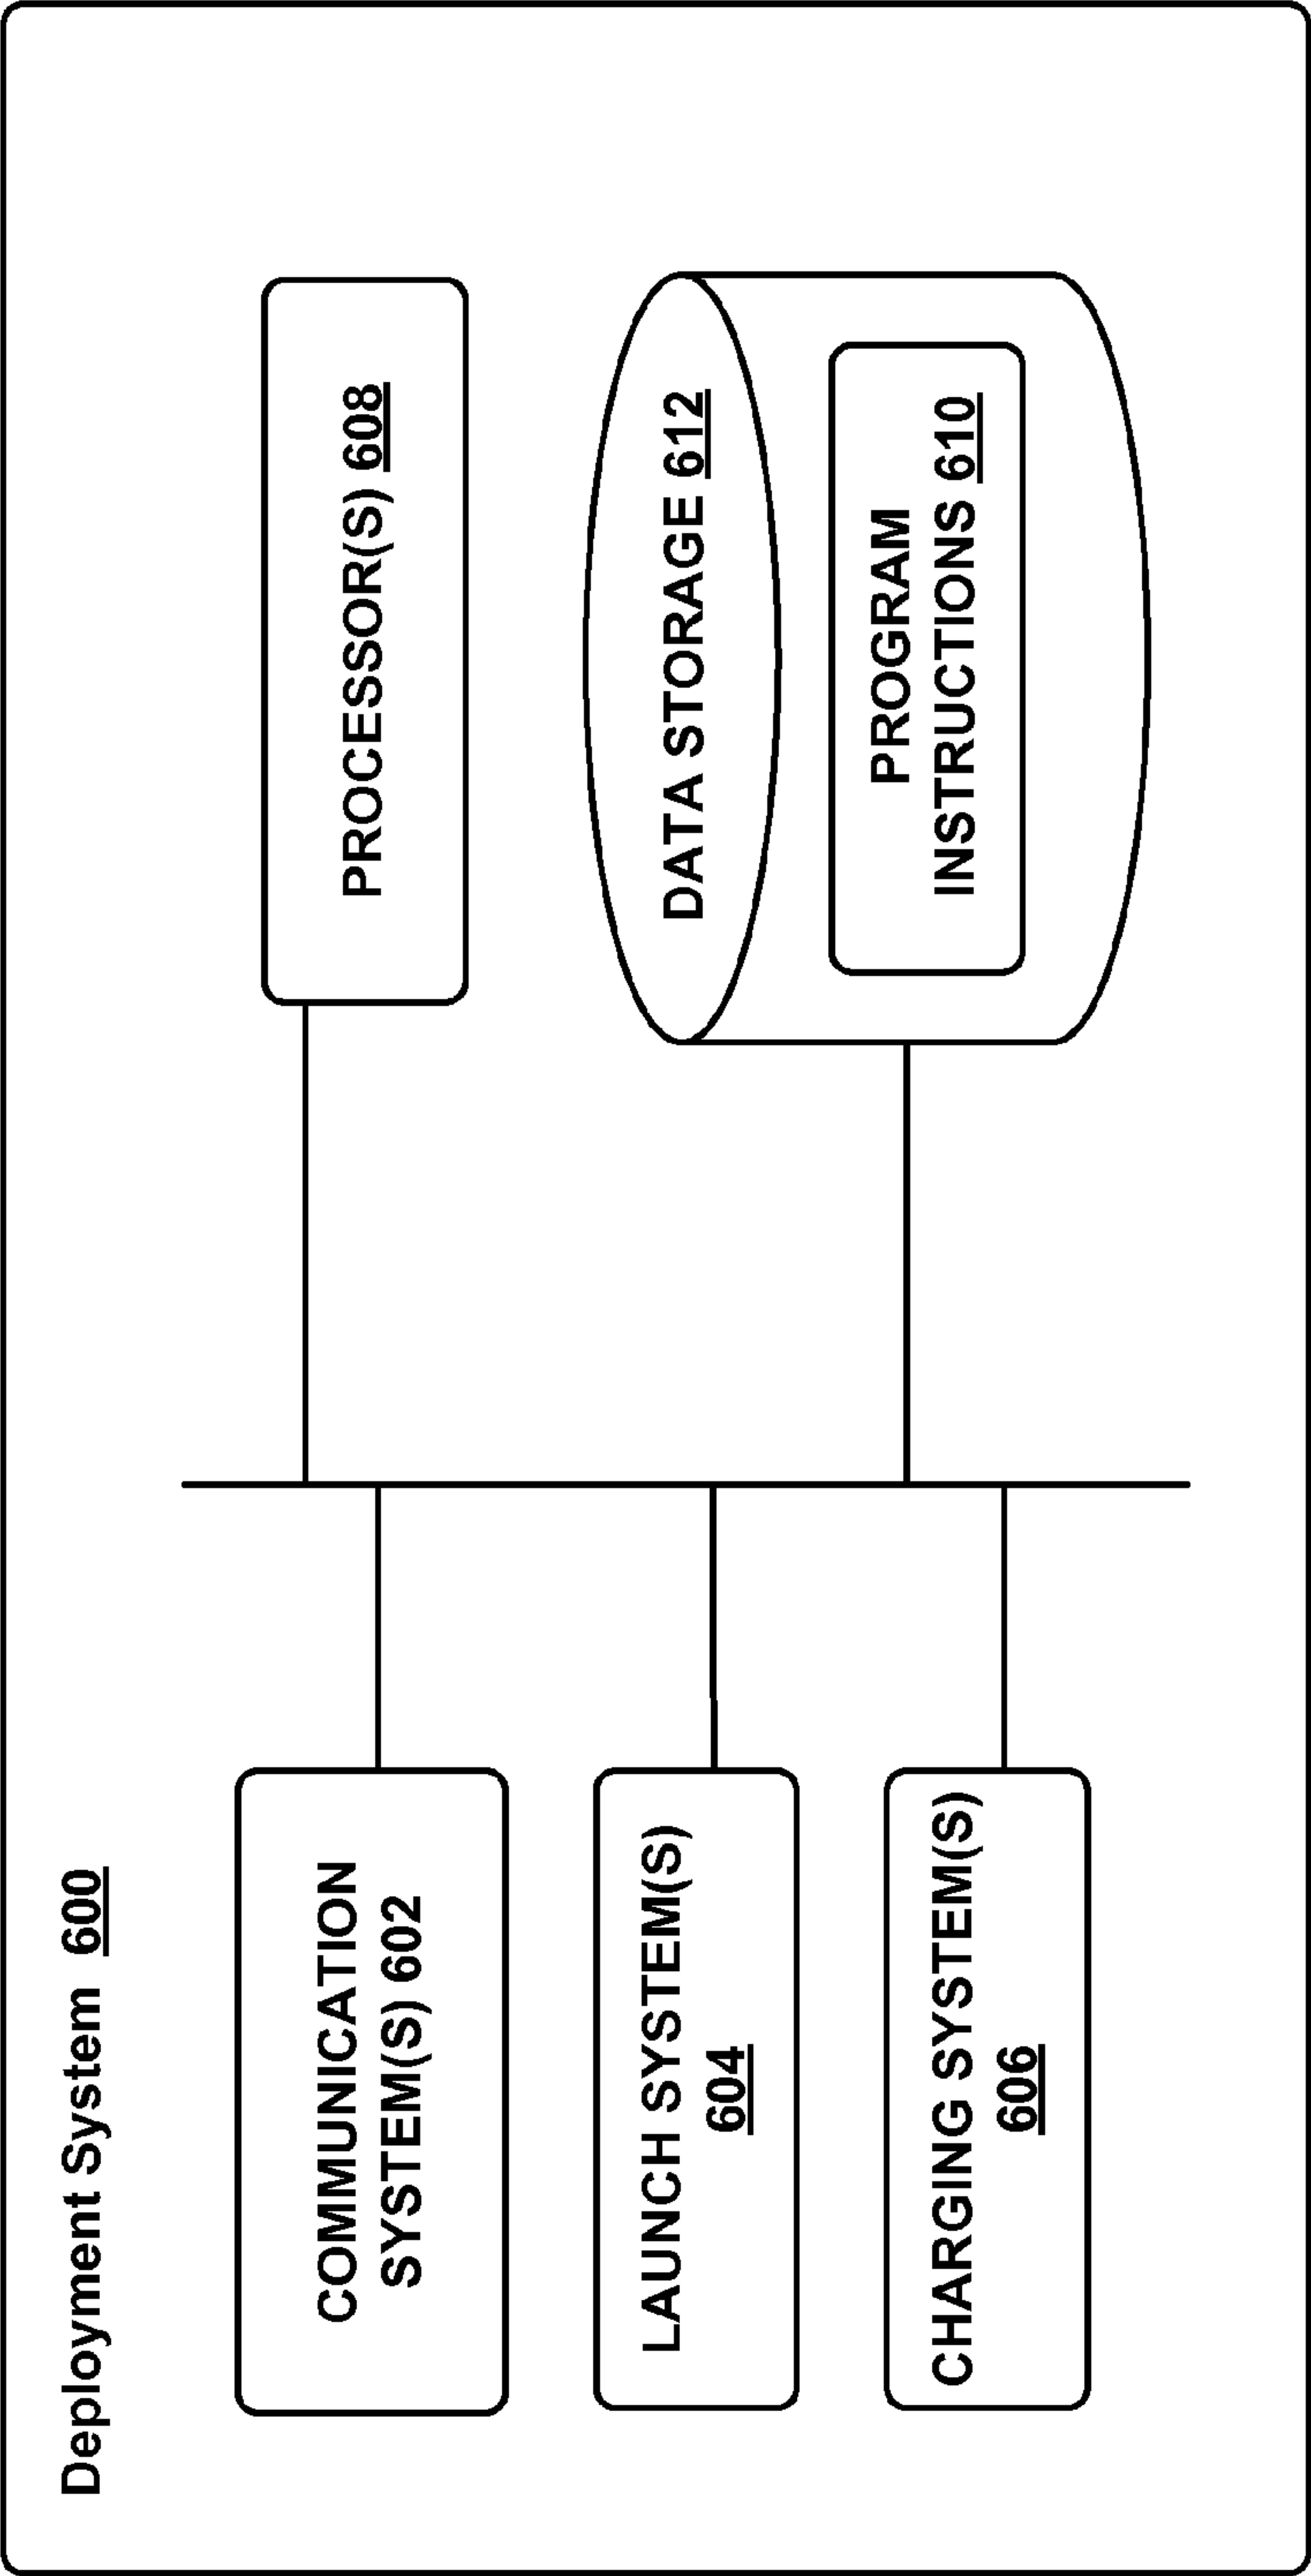 Deployment System 600
COMMUNICATION
SYSTEM(S) 602
LAUNCH SYSTEM(S)
604
CHARGING SYSTEM(S)
606
PROCESSOR(S) 608
DATA STORAGE 612
PROGRAM
INSTRUCTIONS 610